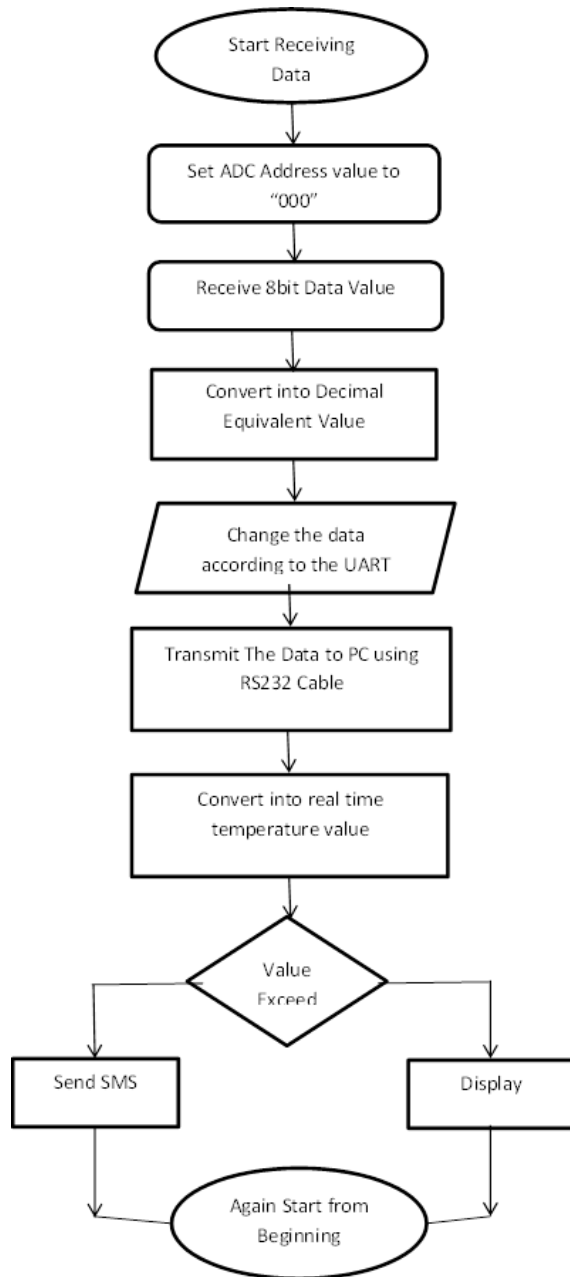 Start Receiving
Data
Set ADC Address value to
“000”
Receive 8bit Data Value
Convert into Decimal
Equivalent Value
Change the data
according to the UART
Transmit The Data to PC using
RS232 Cable
Convert into real time
temperature value
Value
Exceed
Send SMS
Display
Again Start from
Beginning